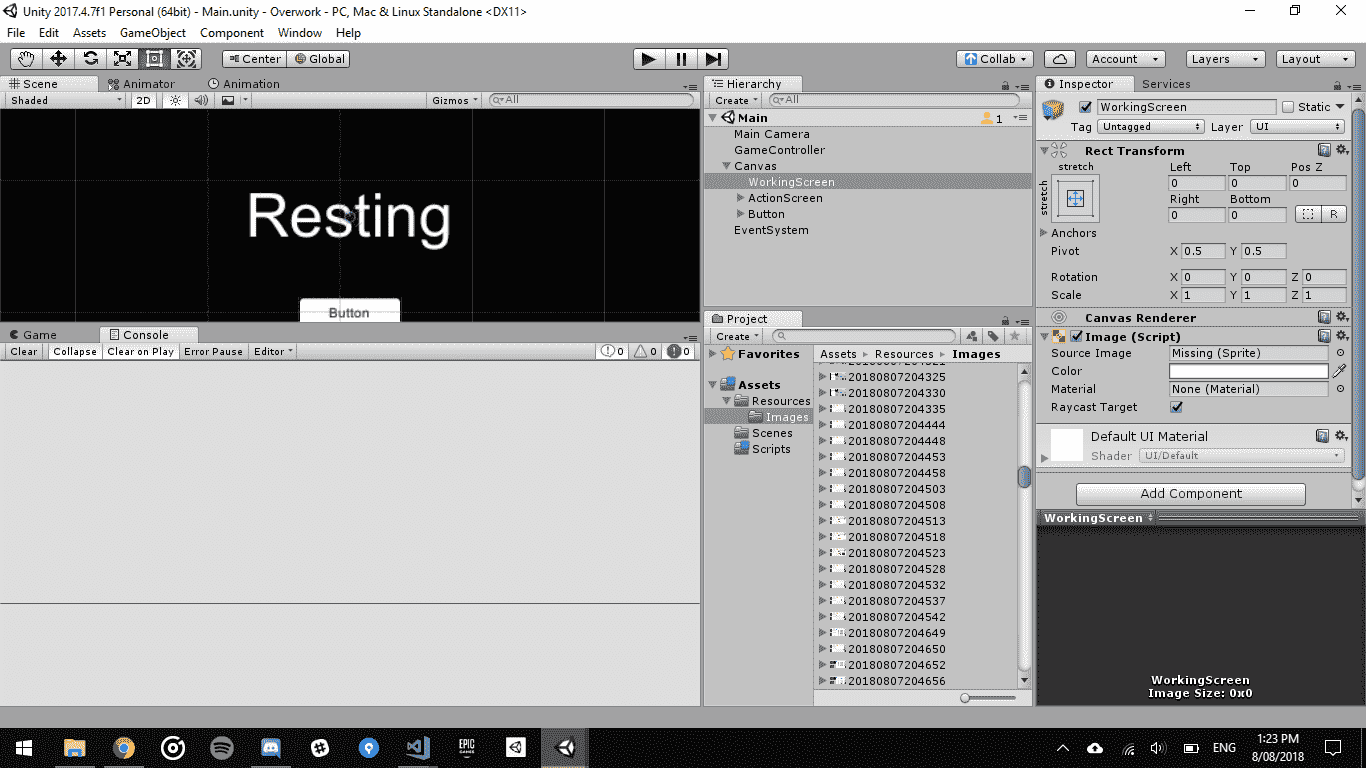 Unity 2017.4.7f1 Personal (64bit) - Main.unity - Overwork - PC, Mac & Linux Standalone <DX11>
File Edit Assets GameObject Component Window Help
Center Global
Collab Account Layers Layout
Scene Animator Animation
Shaded 2D Gizmos All
Resting
Button
Game Console
Clear Collapse Clear on Play Error Pause Editor 0 0 0
Hierarchy
Create All
Main 1
Main Camera
GameController
Canvas
WorkingScreen
ActionScreen
Button
EventSystem
Project
Create
Favorites
Assets
Resources
Images
Scenes
Scripts
Assets Resources Images
20180807204325
20180807204330
20180807204335
20180807204444
20180807204448
20180807204453
20180807204458
20180807204503
20180807204508
20180807204513
20180807204518
20180807204523
20180807204528
20180807204532
20180807204537
20180807204542
20180807204649
20180807204650
20180807204652
20180807204656
Inspector Services
WorkingScreen Static
Tag Untagged Layer UI
Rect Transform
stretch
stretch
Left Top Pos Z
0 0 0
Right Bottom
0 0 R
Anchors
Pivot X 0.5 Y 0.5
Rotation X 0 Y 0 Z 0
Scale X 1 Y 1 Z 1
Canvas Renderer
Image (Script)
Source Image Missing (Sprite)
Color
Material None (Material)
Raycast Target
Default UI Material
Shader UI/Default
Add Component
WorkingScreen
WorkingScreen
Image Size: 0x0
EPIC GAMES
ENG
1:23 PM
8/08/2018